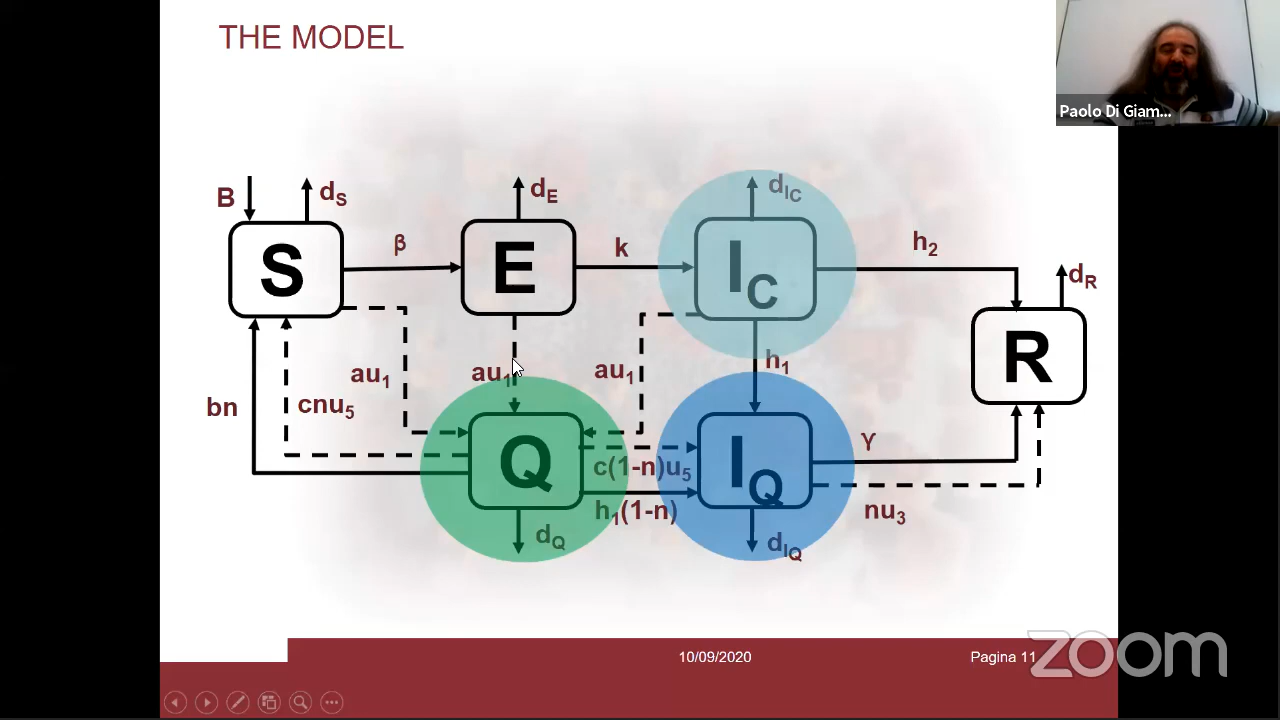 THE MODEL
Paolo Di Giam...
B
dS
dE
dIC
β
k
h2
S
E
IC
dR
R
au1
au1
au1
h1
bn
cnu5
Q
c(1-n)u5
IQ
γ
h1(1-n)
nu3
dQ
dIQ
10/09/2020
Pagina 11
zoom